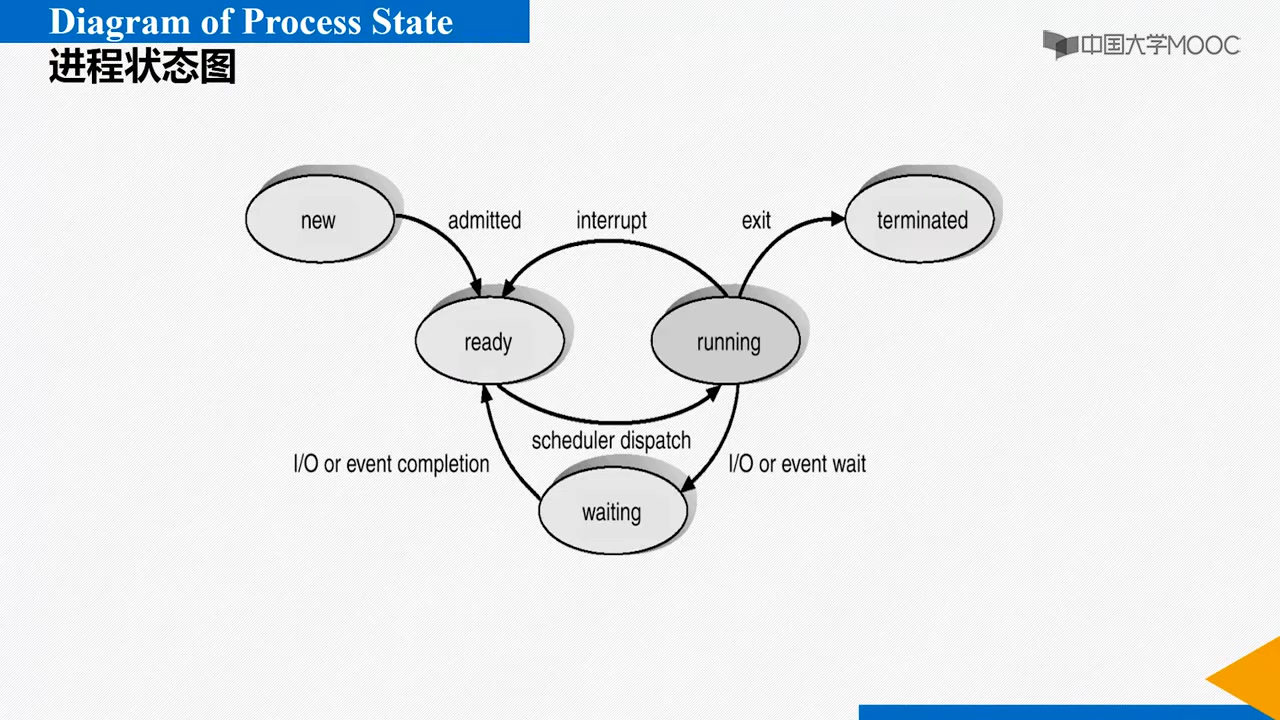 Diagram of Process State
进程状态图
中国大学MOOC
new
admitted
interrupt
exit
terminated
ready
running
scheduler dispatch
I/O or event completion
I/O or event wait
waiting